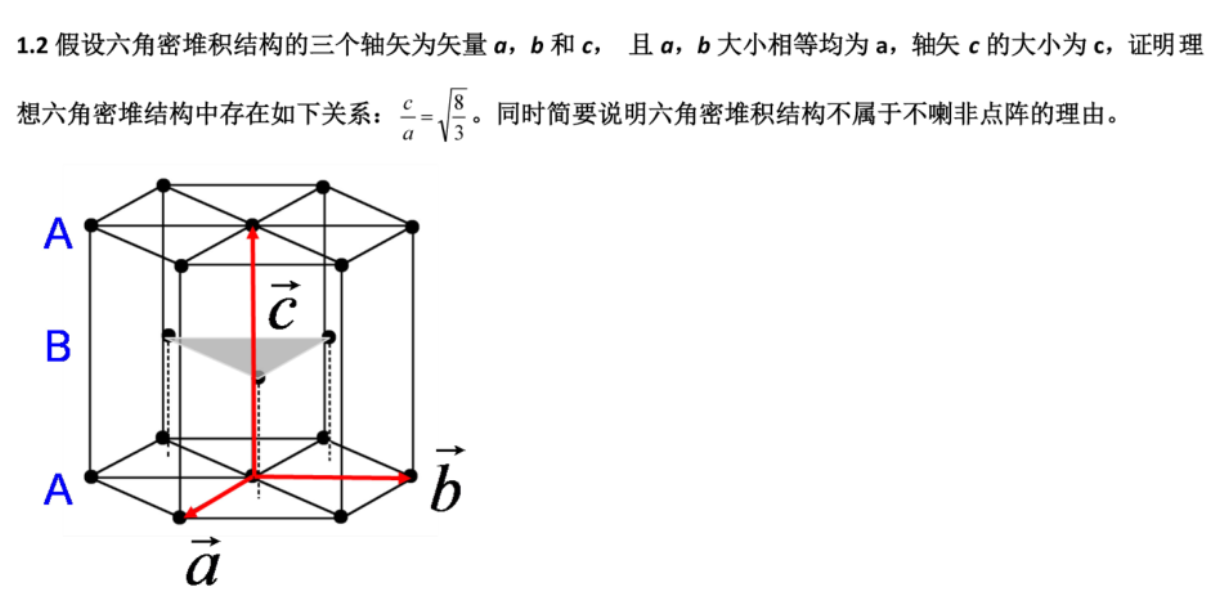 1.2 假设六角密堆积结构的三个轴矢为矢量 a，b 和 c， 且 a，b 大小相等均为 a，轴矢 c 的大小为 c，证明理
想六角密堆结构中存在如下关系：c/a=√(8/3)。同时简要说明六角密堆积结构不属于不喇非点阵的理由。
A
c⃗
B
A
b⃗
a⃗